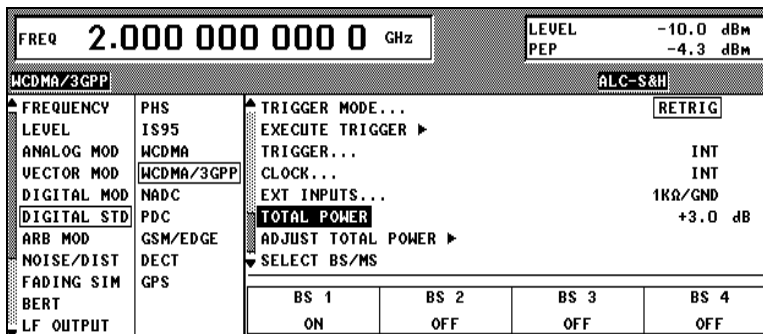 FREQ 2.000 000 000 0 GHz
LEVEL -10.0 dBm
PEP -4.3 dBm
WCDMA/3GPP ALC-S&H
FREQUENCY PHS TRIGGER MODE... RETRIG
LEVEL IS95 EXECUTE TRIGGER ▶
ANALOG MOD WCDMA TRIGGER... INT
VECTOR MOD WCDMA/3GPP CLOCK... INT
DIGITAL MOD NADC EXT INPUTS... 1KΩ/GND
DIGITAL STD PDC TOTAL POWER +3.0 dB
ARB MOD GSM/EDGE ADJUST TOTAL POWER ▶
NOISE/DIST DECT SELECT BS/MS
FADING SIM GPS
BERT BS 1 BS 2 BS 3 BS 4
LF OUTPUT ON OFF OFF OFF